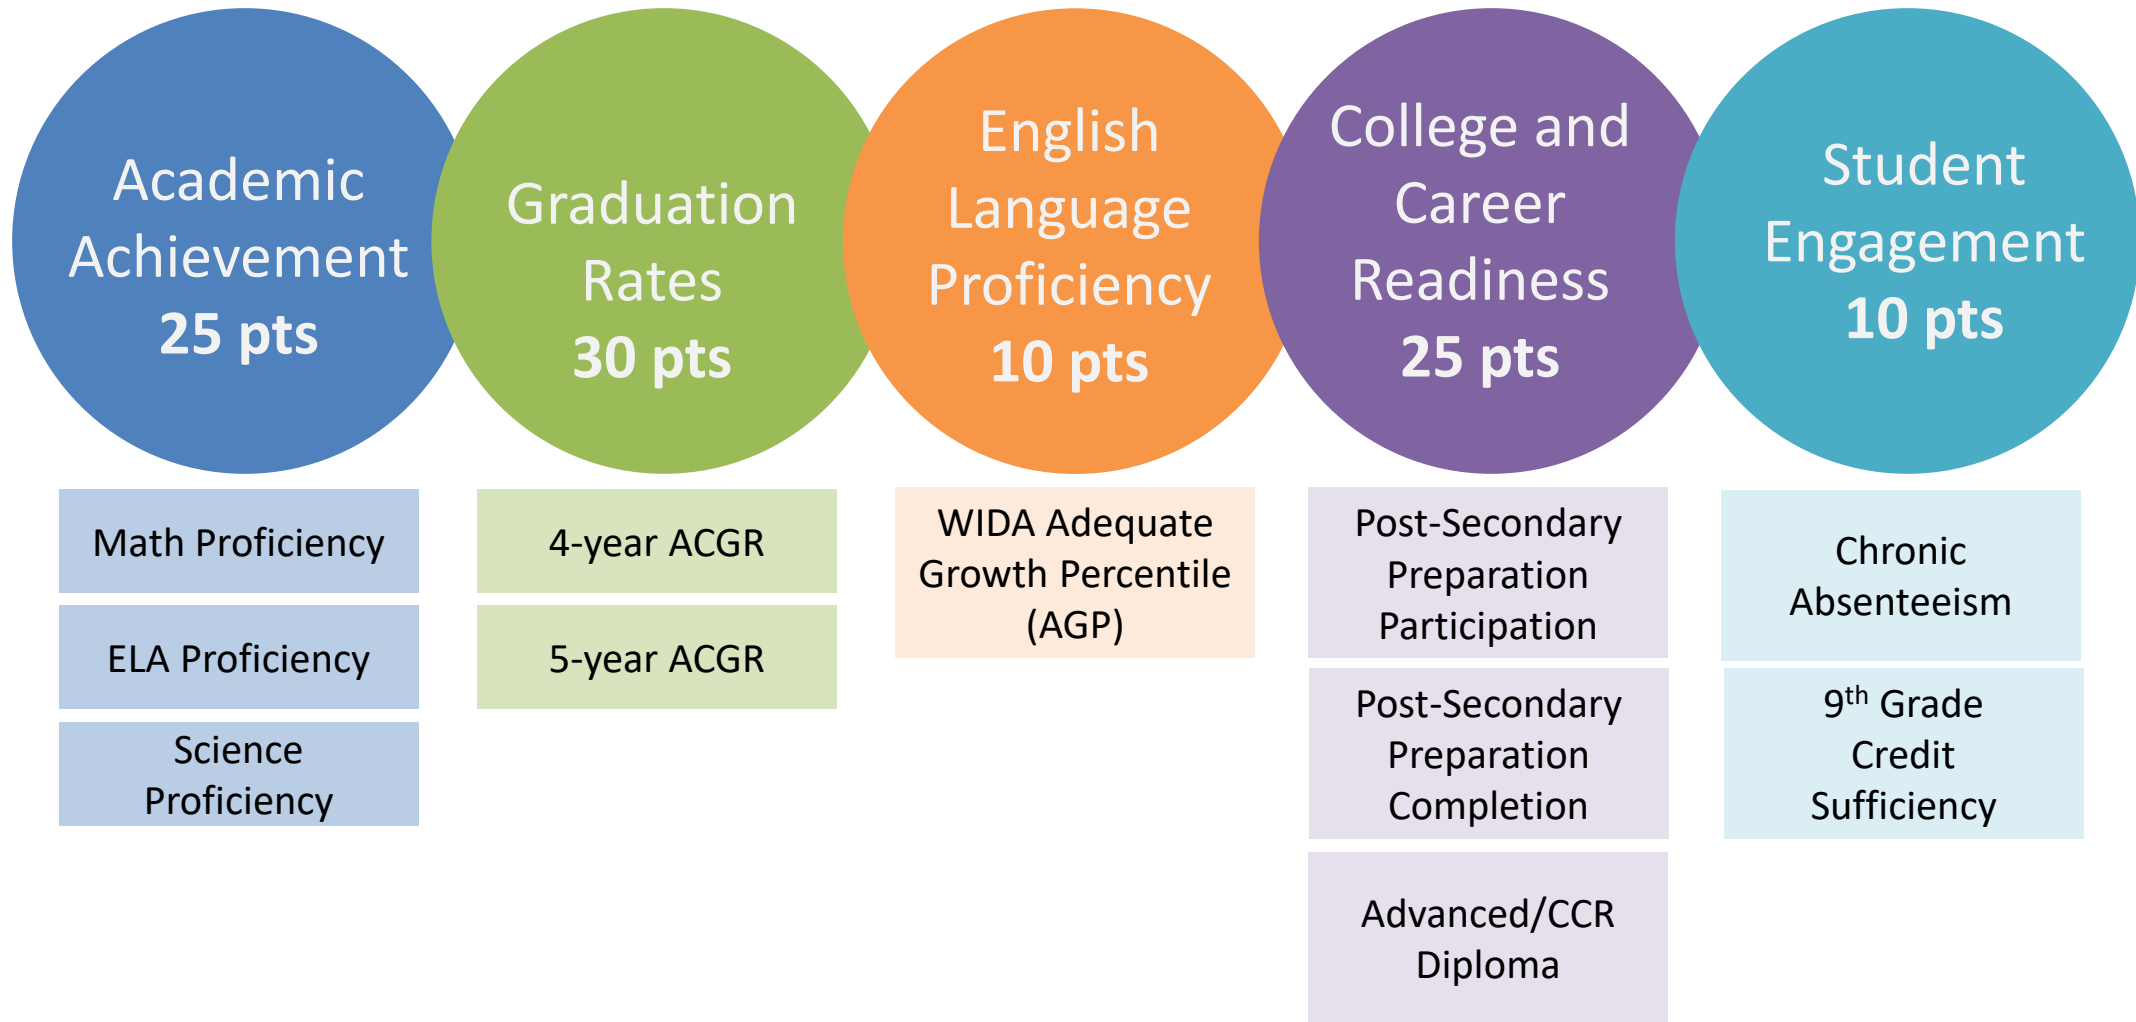 Academic
Achievement
25 pts
Graduation
Rates
30 pts
English
Language
Proficiency
10 pts
College and
Career
Readiness
25 pts
Student
Engagement
10 pts
Math Proficiency
ELA Proficiency
Science
Proficiency
4-year ACGR
5-year ACGR
WIDA Adequate
Growth Percentile
(AGP)
Post-Secondary
Preparation
Participation
Post-Secondary
Preparation
Completion
Advanced/CCR
Diploma
Chronic
Absenteeism
9th Grade
Credit
Sufficiency